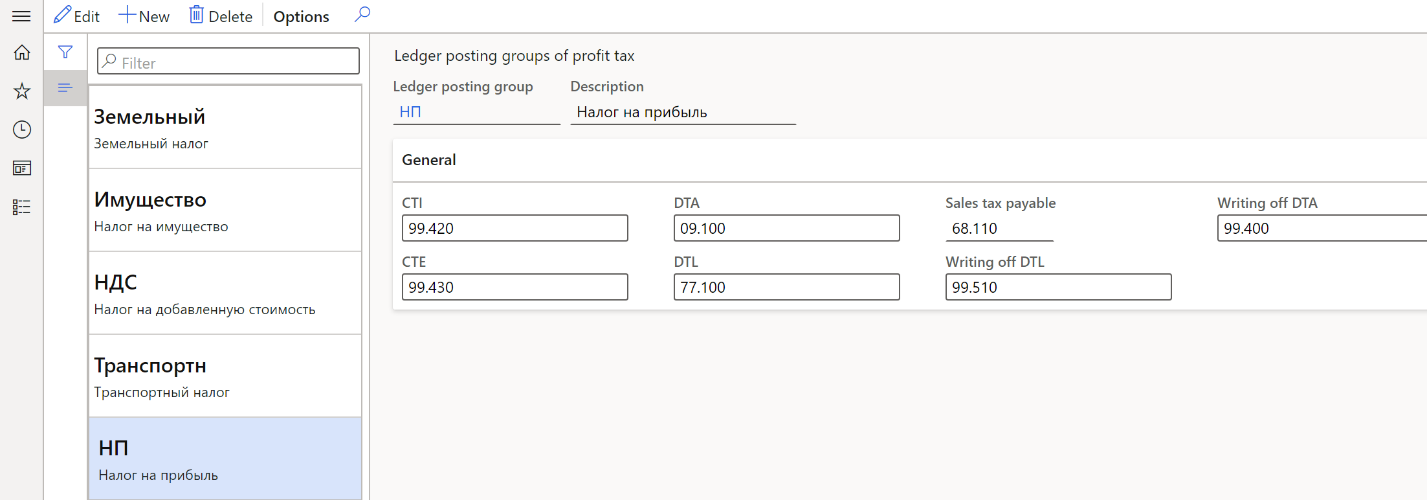 Edit New Delete Options
Filter
Земельный
Земельный налог
Имущество
Налог на имущество
НДС
Налог на добавленную стоимость
Транспортн
Транспортный налог
НП
Налог на прибыль
Ledger posting groups of profit tax
Ledger posting group Description
НП Налог на прибыль
General
CTI DTA Sales tax payable Writing off DTA
99.420 09.100 68.110 99.400
CTE DTL Writing off DTL
99.430 77.100 99.510